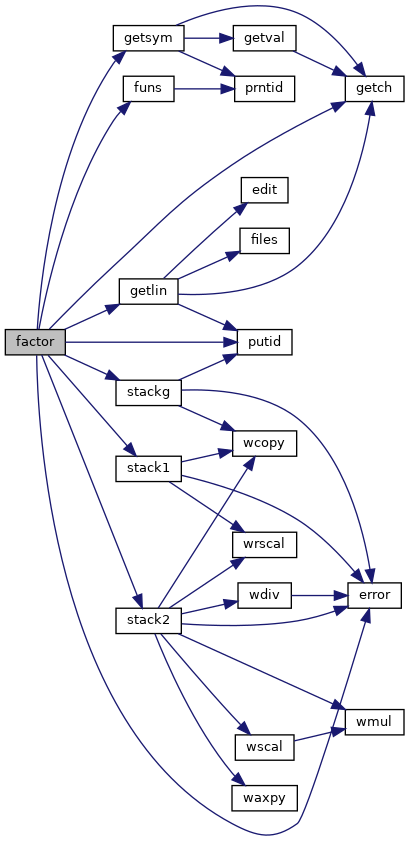 getsym
getval
funs
prntid
getch
edit
files
getlin
putid
factor
stackg
wcopy
stack1
wrscal
wdiv
error
stack2
wmul
wscal
waxpy